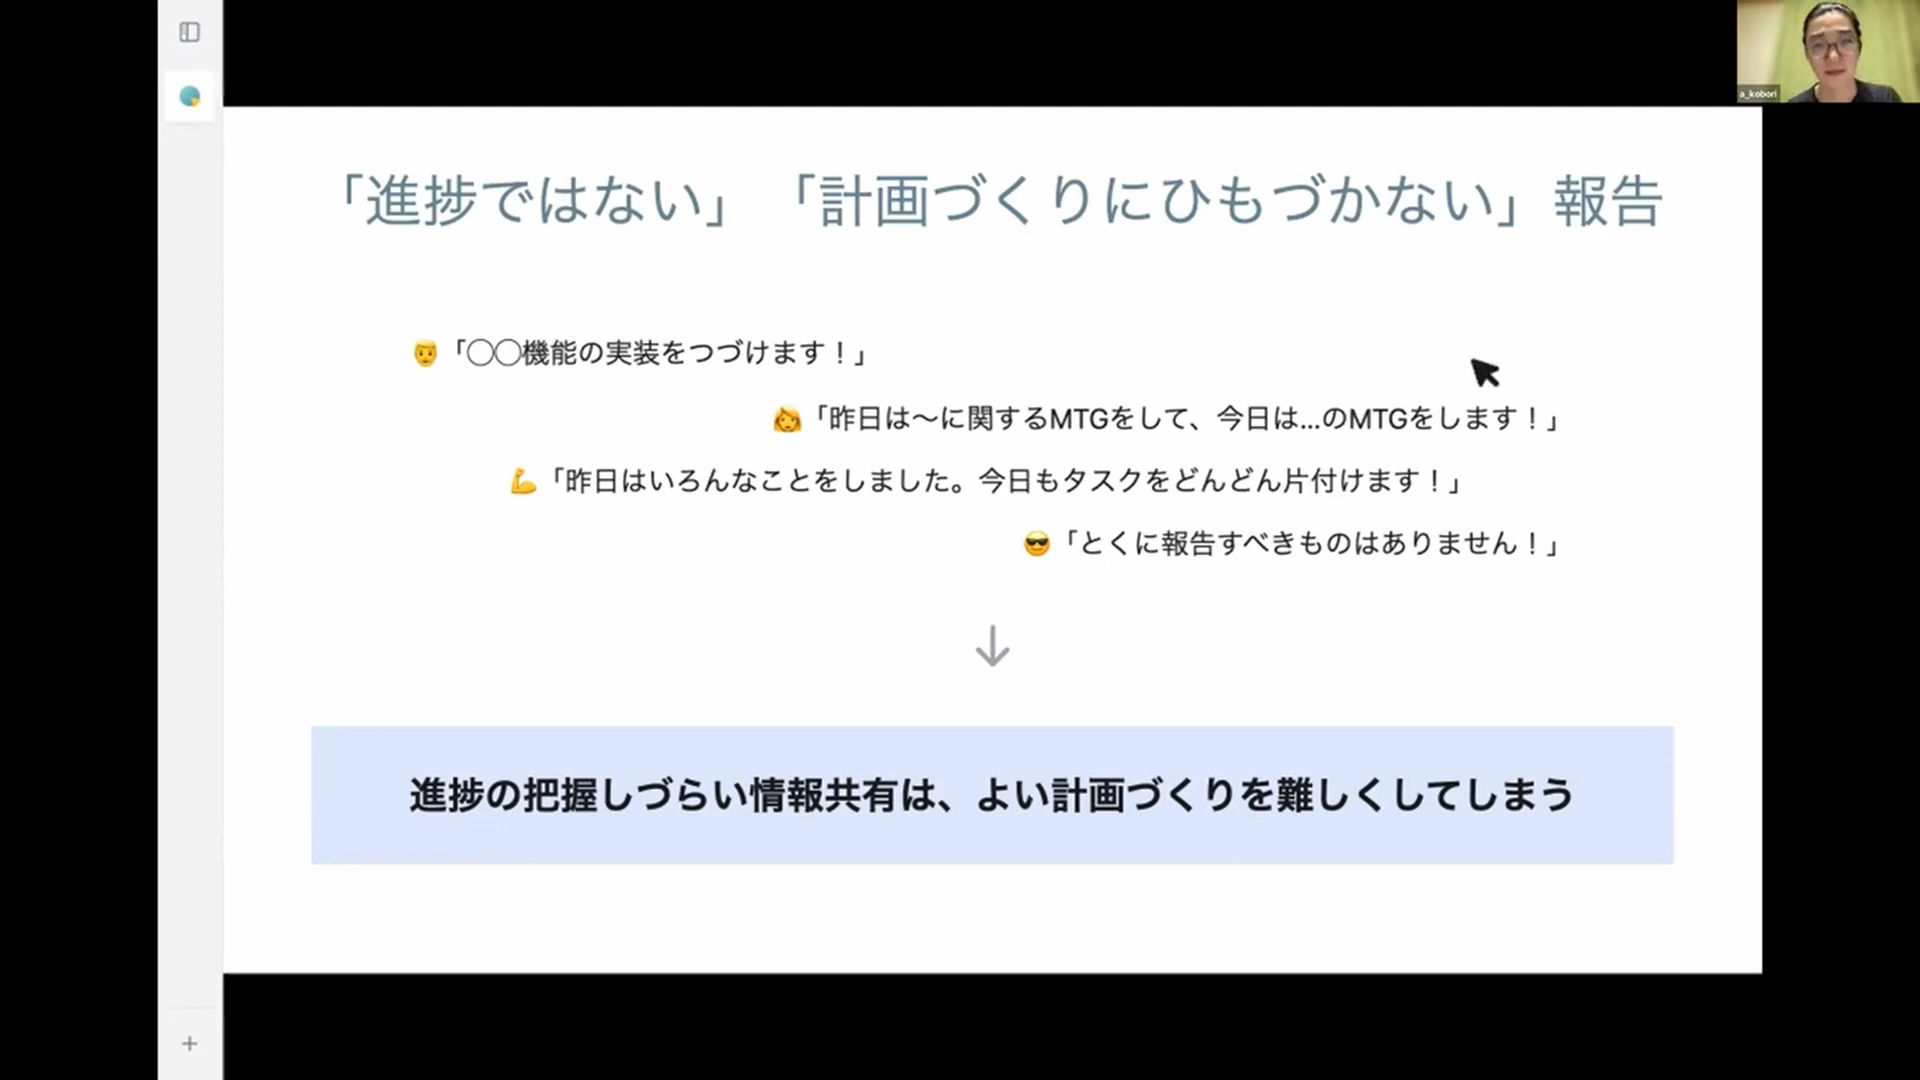 a_kobori
「進捗ではない」「計画づくりにひもづかない」報告
「◯◯機能の実装をつづけます！」
「昨日は〜に関するMTGをして、今日は...のMTGをします！」
「昨日はいろんなことをしました。今日もタスクをどんどん片付けます！」
「とくに報告すべきものはありません！」
進捗の把握しづらい情報共有は、よい計画づくりを難しくしてしまう